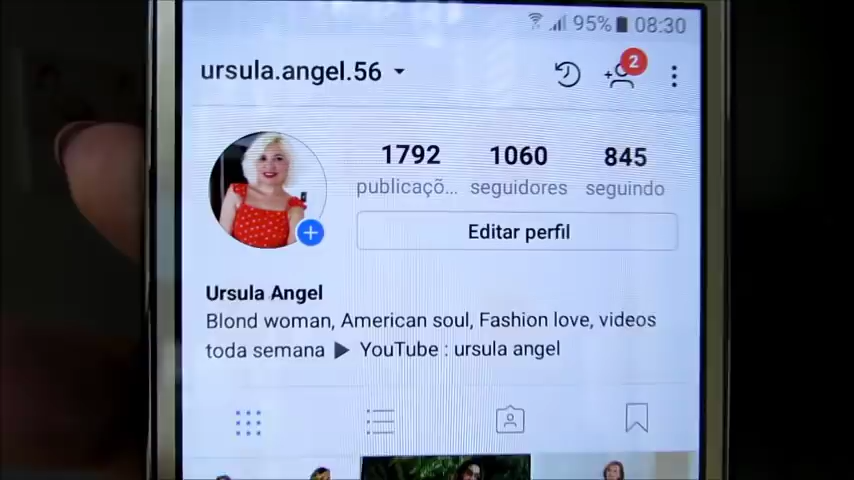 95% 08:30
ursula.angel.56
2
1792 1060 845
publicaçõ... seguidores seguindo
Editar perfil
Ursula Angel
Blond woman, American soul, Fashion love, videos
toda semana ▶ YouTube : ursula angel